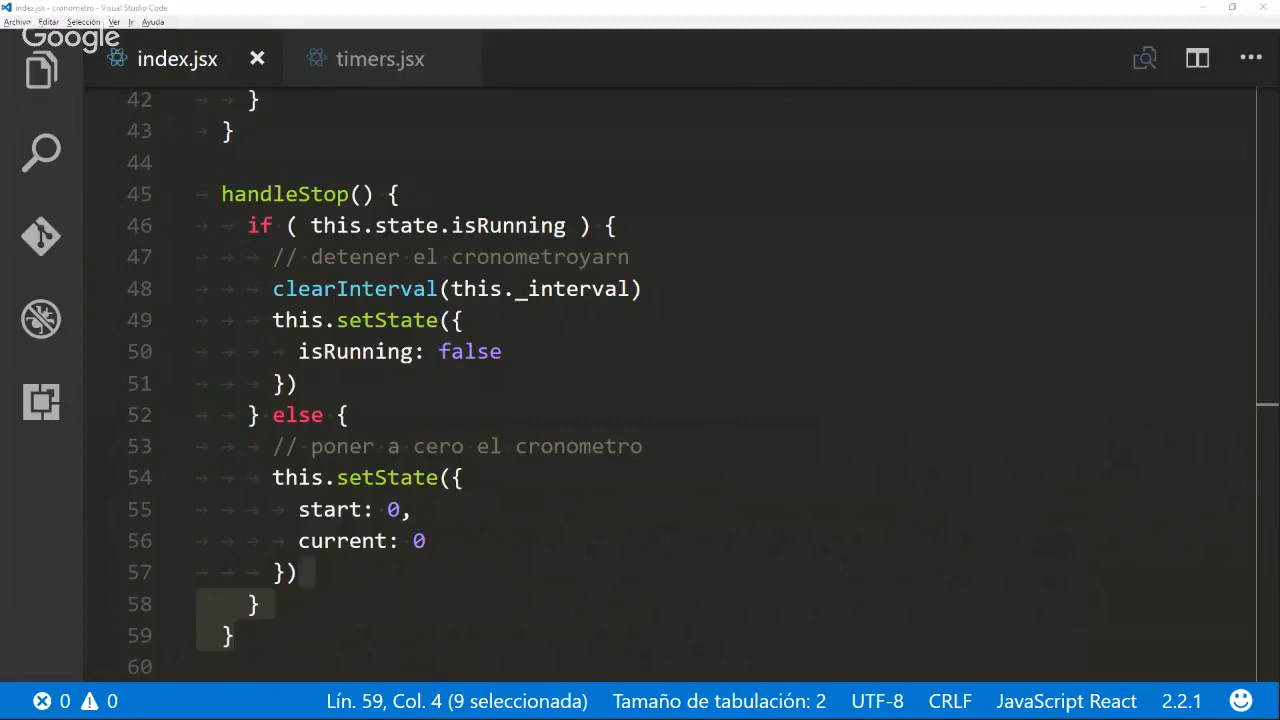 index.jsx - cronometro - Visual Studio Code
Archivo Editar Selección Ver Ir Ayuda
Google
index.jsx timers.jsx
42 }
43 }
44
45 handleStop() {
46 if ( this.state.isRunning ) {
47 // detener el cronometroyarn
48 clearInterval(this._interval)
49 this.setState({
50 isRunning: false
51 })
52 } else {
53 // poner a cero el cronometro
54 this.setState({
55 start: 0,
56 current: 0
57 })
58 }
59 }
60
0 0 Lín. 59, Col. 4 (9 seleccionada) Tamaño de tabulación: 2 UTF-8 CRLF JavaScript React 2.2.1